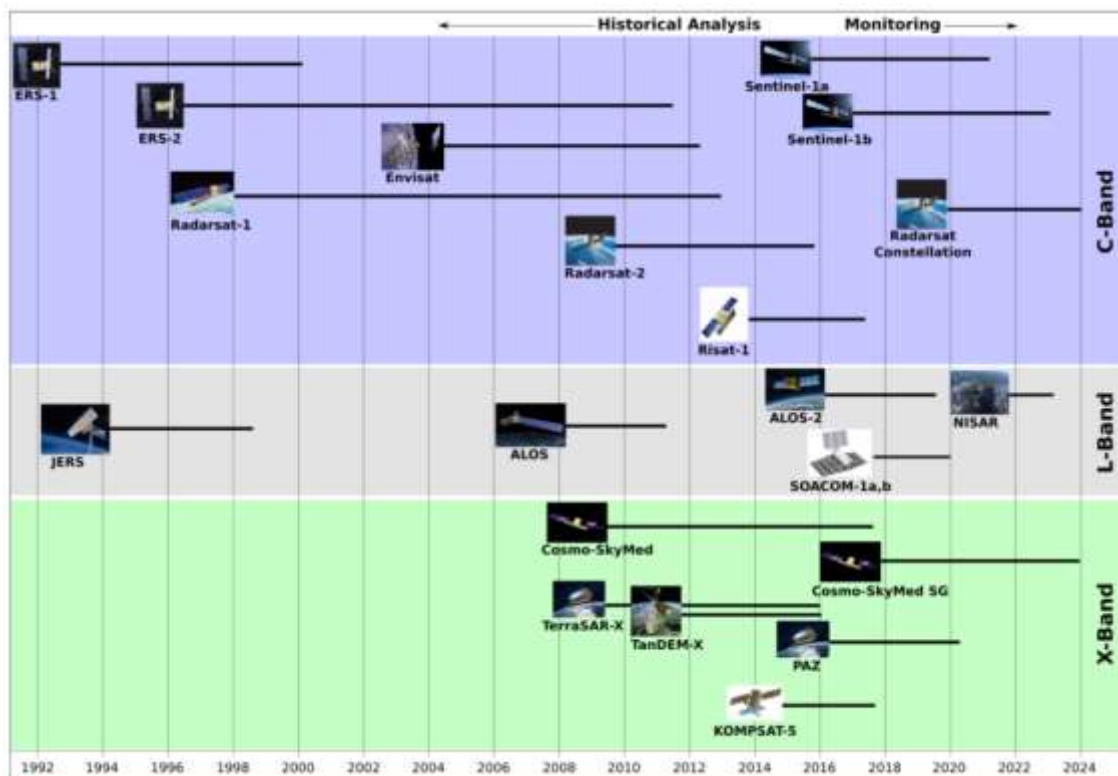 Historical Analysis Monitoring
ERS-1
Sentinel-1a
ERS-2
Sentinel-1b
Envisat
Radarsat-1
Radarsat-2
Radarsat
Constellation
Risat-1
C-Band
JERS
ALOS
ALOS-2
NISAR
SOACOM-1a,b
L-Band
Cosmo-SkyMed
Cosmo-SkyMed SG
TerraSAR-X
TanDEM-X
PAZ
KOMPSAT-5
X-Band
1992 1994 1996 1998 2000 2002 2004 2006 2008 2010 2012 2014 2016 2018 2020 2022 2024